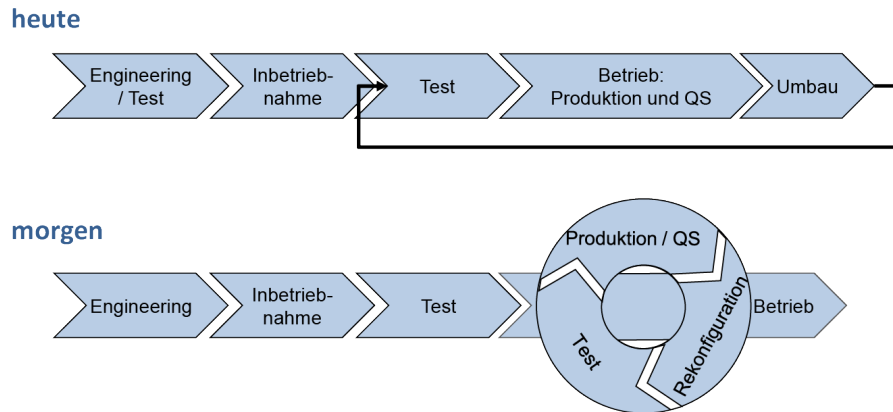 heute
Engineering
/ Test
Inbetrieb-
nahme
Test
Betrieb:
Produktion und QS
Umbau
morgen
Engineering
Inbetrieb-
nahme
Test
Produktion / QS
Rekonfiguration
Test
Betrieb